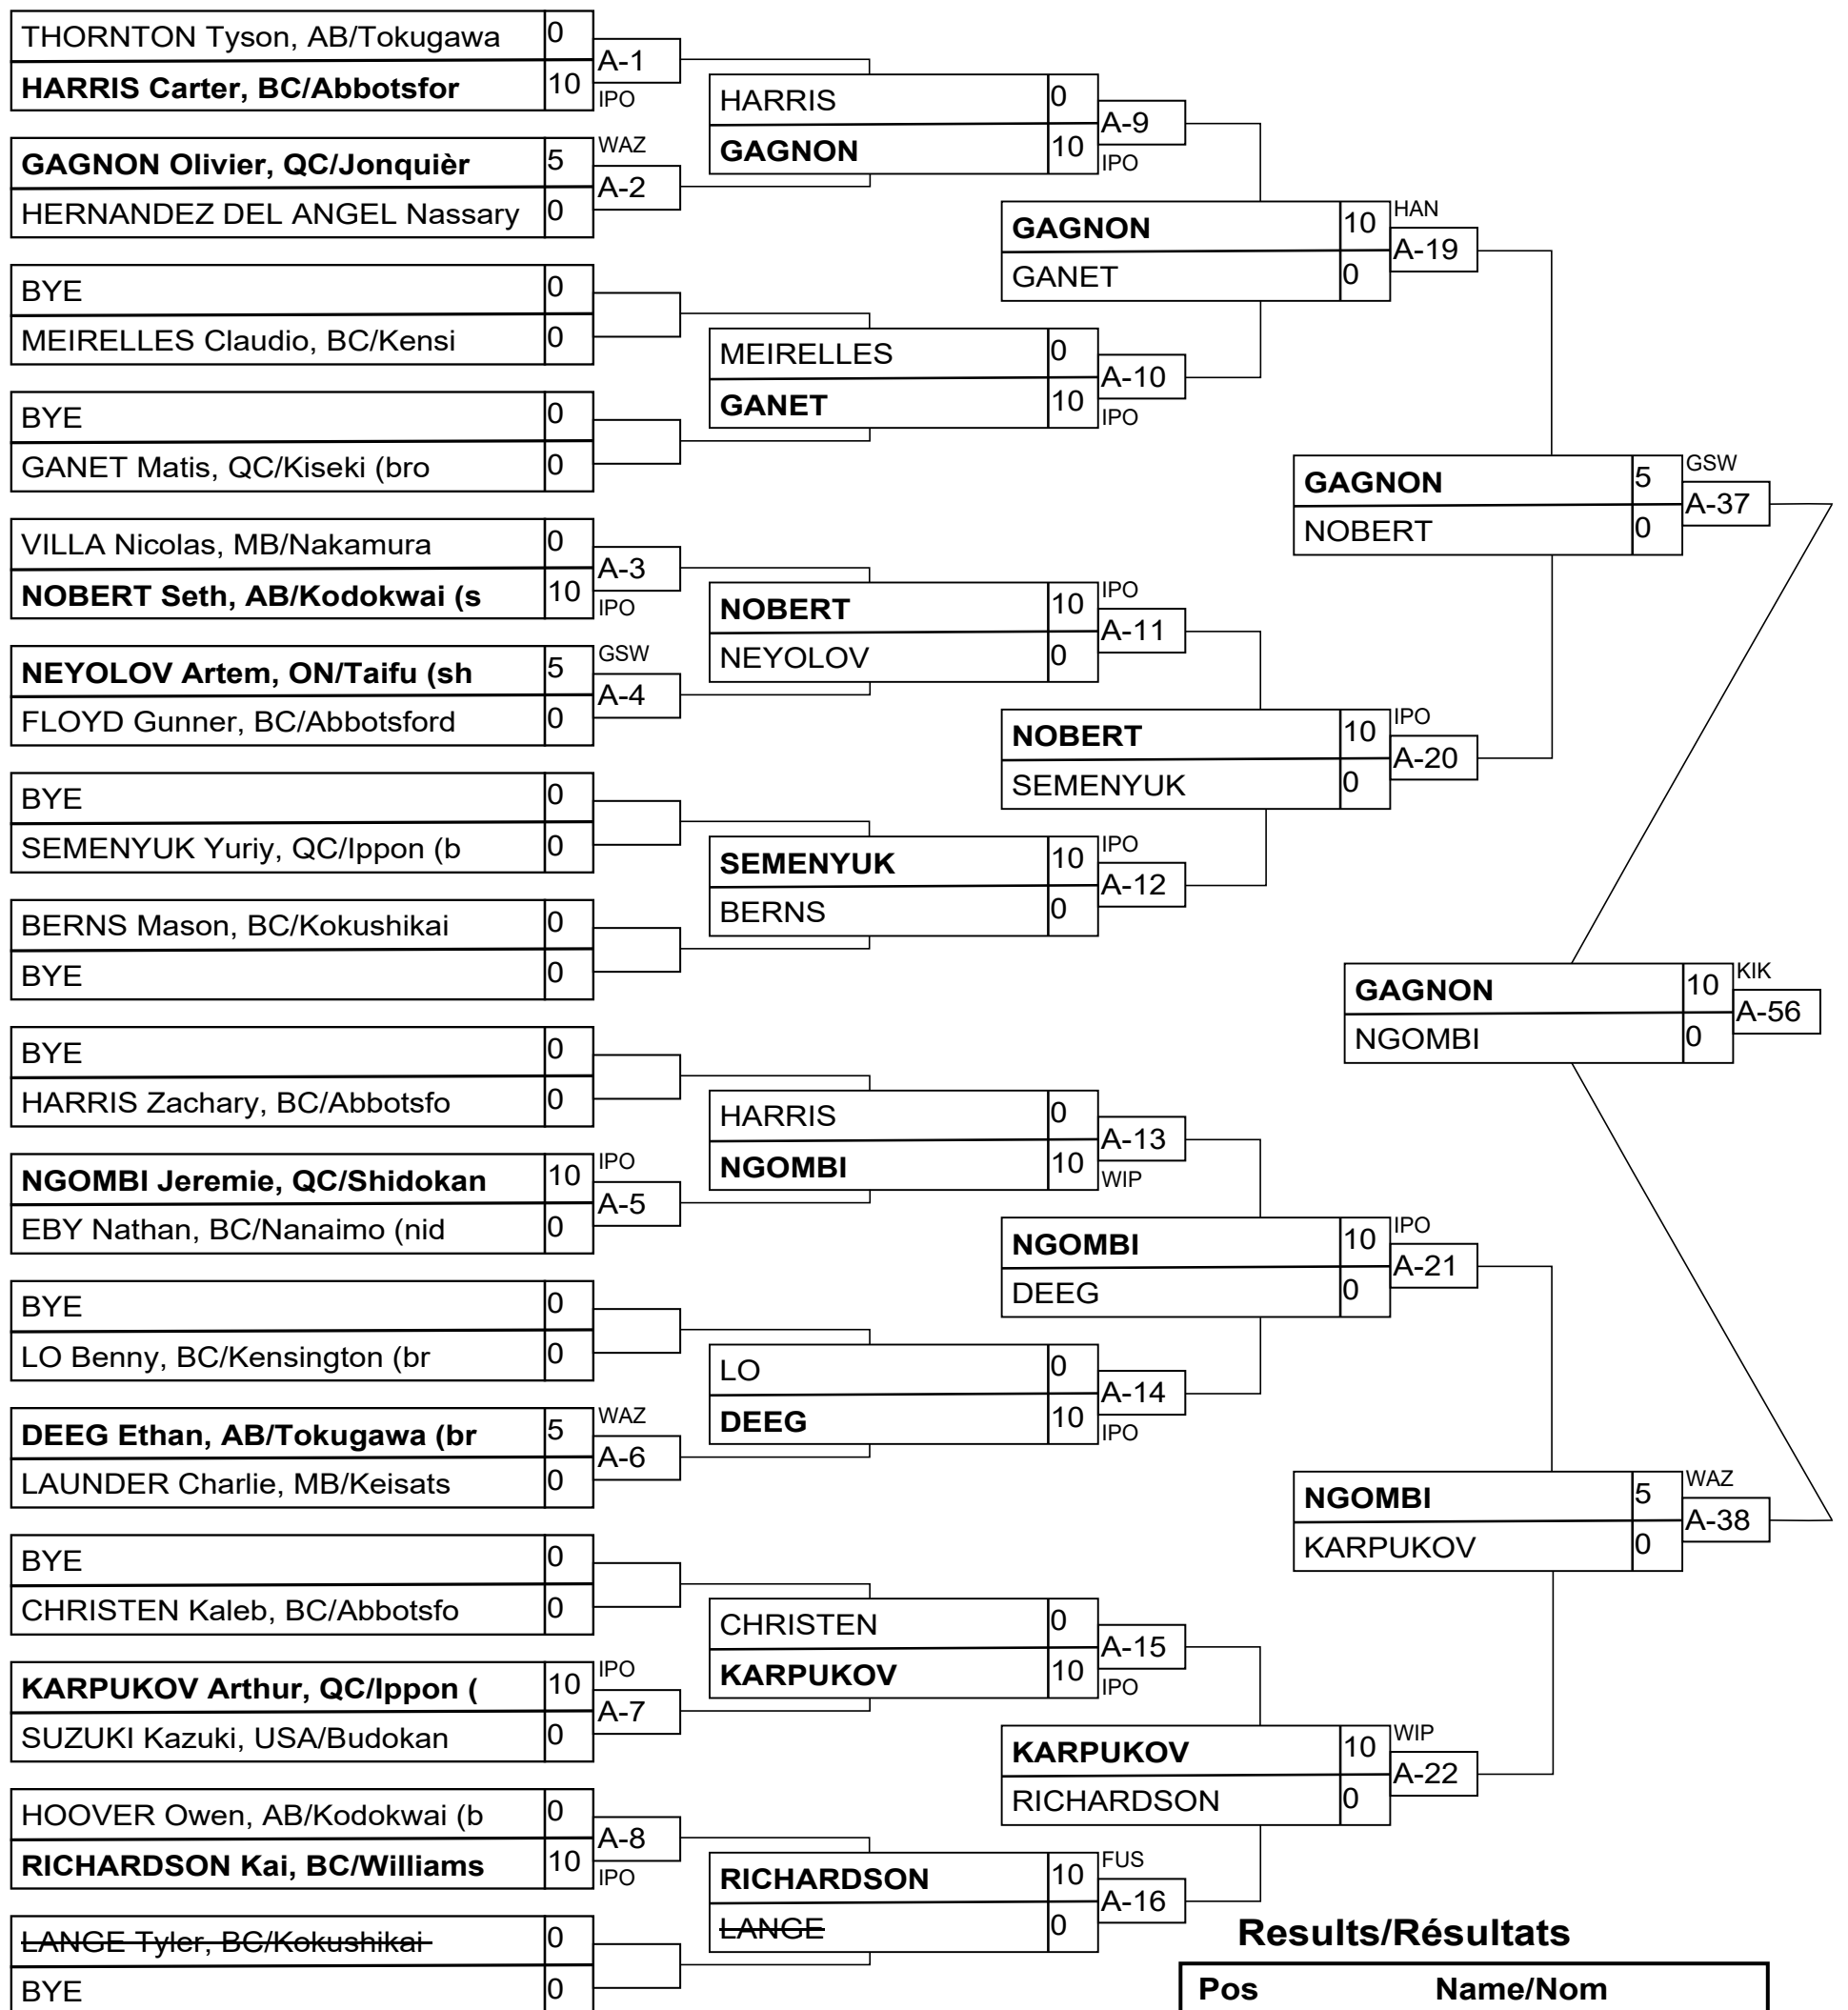 THORNTON Tyson, AB/Tokugawa 0
HARRIS Carter, BC/Abbotsfor 10
A-1
IPO
GAGNON Olivier, QC/Jonquièr 5
HERNANDEZ DEL ANGEL Nassary 0
WAZ
A-2
BYE 0
MEIRELLES Claudio, BC/Kensi 0
BYE 0
GANET Matis, QC/Kiseki (bro 0
VILLA Nicolas, MB/Nakamura 0
NOBERT Seth, AB/Kodokwai (s 10
A-3
IPO
NEYOLOV Artem, ON/Taifu (sh 5
FLOYD Gunner, BC/Abbotsford 0
GSW
A-4
BYE 0
SEMENYUK Yuriy, QC/Ippon (b 0
BERNS Mason, BC/Kokushikai 0
BYE 0
BYE 0
HARRIS Zachary, BC/Abbotsfo 0
NGOMBI Jeremie, QC/Shidokan 10
EBY Nathan, BC/Nanaimo (nid 0
IPO
A-5
BYE 0
LO Benny, BC/Kensington (br 0
DEEG Ethan, AB/Tokugawa (br 5
LAUNDER Charlie, MB/Keisats 0
WAZ
A-6
BYE 0
CHRISTEN Kaleb, BC/Abbotsfo 0
KARPUKOV Arthur, QC/Ippon ( 10
SUZUKI Kazuki, USA/Budokan 0
IPO
A-7
HOOVER Owen, AB/Kodokwai (b 0
RICHARDSON Kai, BC/Williams 10
A-8
IPO
LANGE Tyler, BC/Kokushikai 0
BYE 0
HARRIS 0
GAGNON 10
A-9
IPO
MEIRELLES 0
GANET 10
A-10
IPO
NOBERT 10
NEYOLOV 0
IPO
A-11
SEMENYUK 10
BERNS 0
IPO
A-12
HARRIS 0
NGOMBI 10
A-13
WIP
LO 0
DEEG 10
A-14
IPO
CHRISTEN 0
KARPUKOV 10
A-15
IPO
RICHARDSON 10
LANGE 0
FUS
A-16
GAGNON 10
GANET 0
HAN
A-19
NOBERT 10
SEMENYUK 0
IPO
A-20
NGOMBI 10
DEEG 0
IPO
A-21
KARPUKOV 10
RICHARDSON 0
WIP
A-22
GAGNON 5
NOBERT 0
GSW
A-37
NGOMBI 5
KARPUKOV 0
WAZ
A-38
GAGNON 10
NGOMBI 0
KIK
A-56
Results/Résultats
Pos Name/Nom